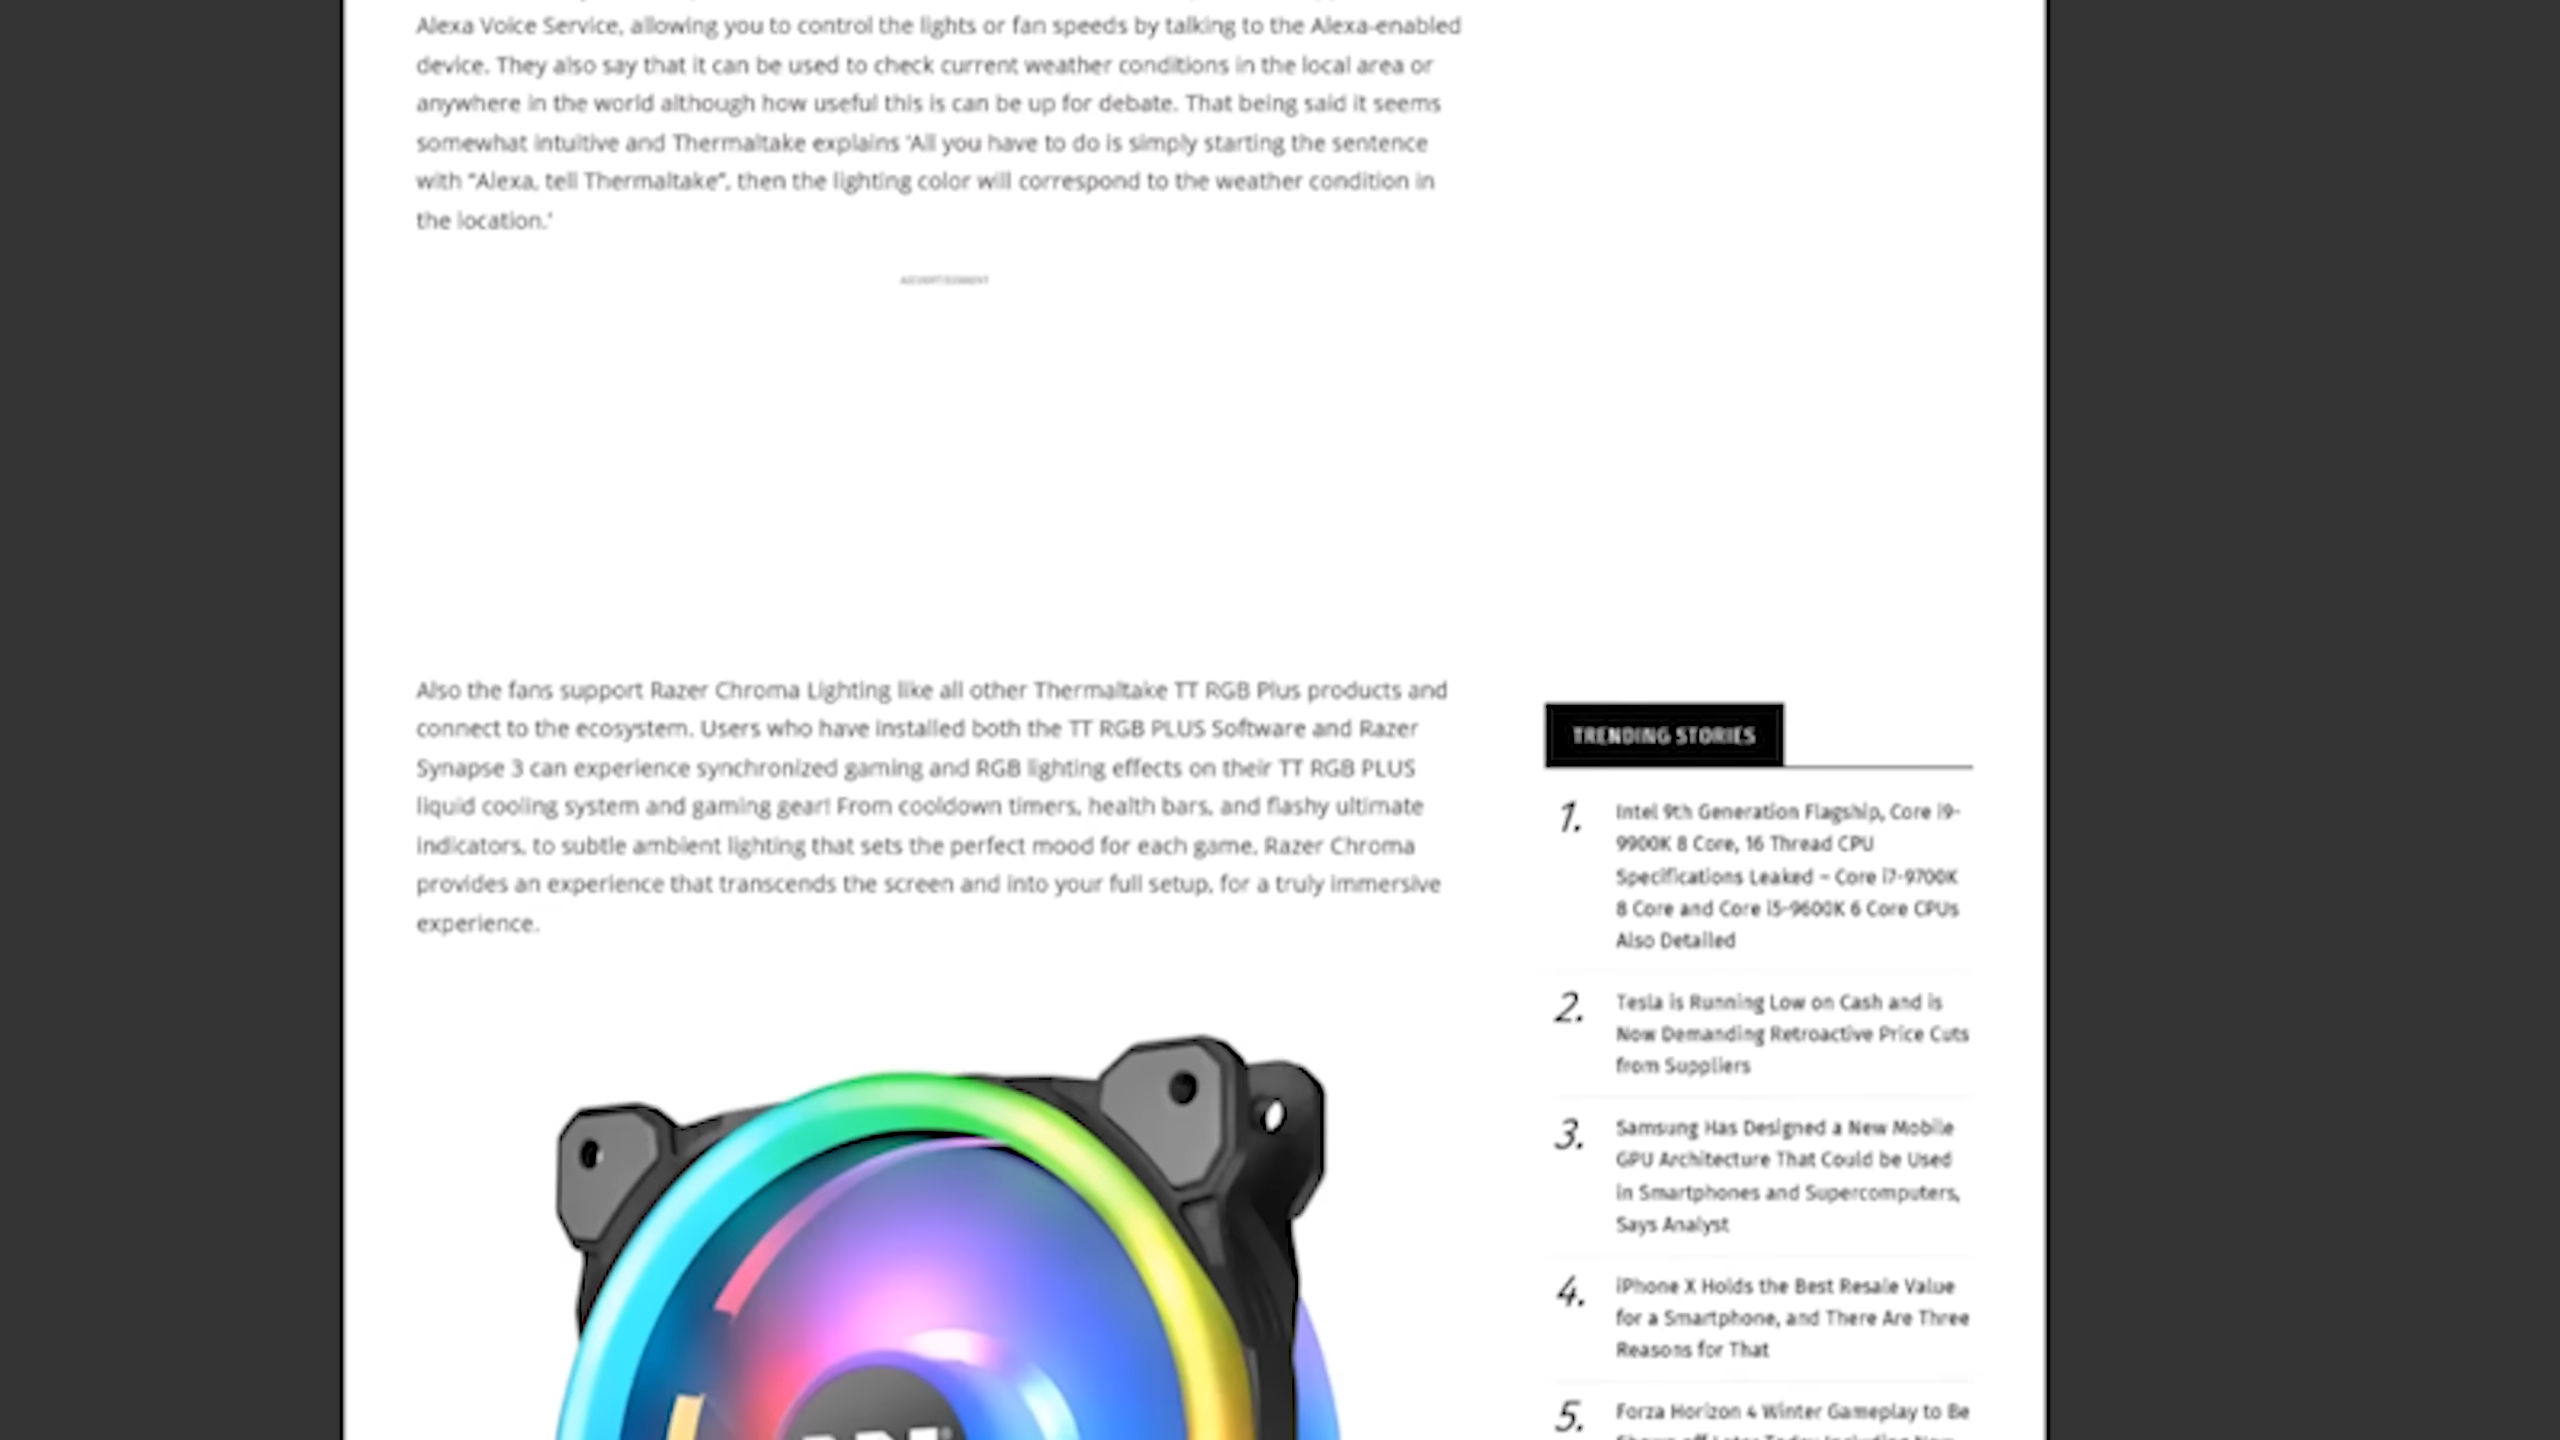 Alexa Voice Service, allowing you to control the lights or fan speeds by talking to the Alexa-enabled
device. They also say that it can be used to check current weather conditions in the local area or
anywhere in the world although how useful this is can be up for debate. That being said it seems
somewhat intuitive and Thermaltake explains ‘All you have to do is simply starting the sentence
with “Alexa, tell Thermaltake”, then the lighting color will correspond to the weather condition in
the location.’
ADVERTISEMENT
Also the fans support Razer Chroma Lighting like all other Thermaltake TT RGB Plus products and
connect to the ecosystem. Users who have installed both the TT RGB PLUS Software and Razer
Synapse 3 can experience synchronized gaming and RGB lighting effects on their TT RGB PLUS
liquid cooling system and gaming gear! From cooldown timers, health bars, and flashy ultimate
indicators, to subtle ambient lighting that sets the perfect mood for each game, Razer Chroma
provides an experience that transcends the screen and into your full setup, for a truly immersive
experience.
TRENDING STORIES
1. Intel 9th Generation Flagship, Core i9-
9900K 8 Core, 16 Thread CPU
Specifications Leaked – Core i7-9700K
8 Core and Core i5-9600K 6 Core CPUs
Also Detailed
2. Tesla is Running Low on Cash and is
Now Demanding Retroactive Price Cuts
from Suppliers
3. Samsung Has Designed a New Mobile
GPU Architecture That Could be Used
in Smartphones and Supercomputers,
Says Analyst
4. iPhone X Holds the Best Resale Value
for a Smartphone, and There Are Three
Reasons for That
5. Forza Horizon 4 Winter Gameplay to Be